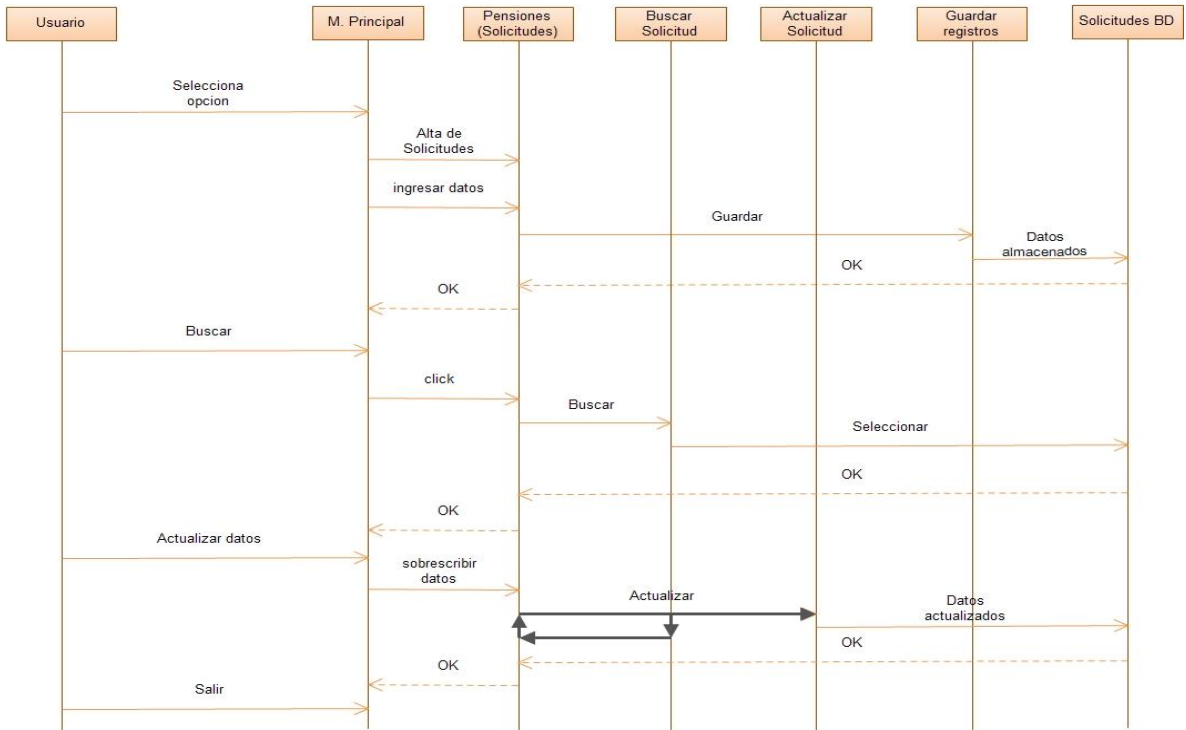 Usuario
M. Principal
Pensiones
(Solicitudes)
Buscar
Solicitud
Actualizar
Solicitud
Guardar
registros
Solicitudes BD
Selecciona
opcion
Alta de
Solicitudes
ingresar datos
Guardar
Datos
almacenados
OK
OK
Buscar
click
Buscar
Seleccionar
OK
OK
Actualizar datos
sobrescribir
datos
Actualizar
Datos
actualizados
OK
OK
Salir